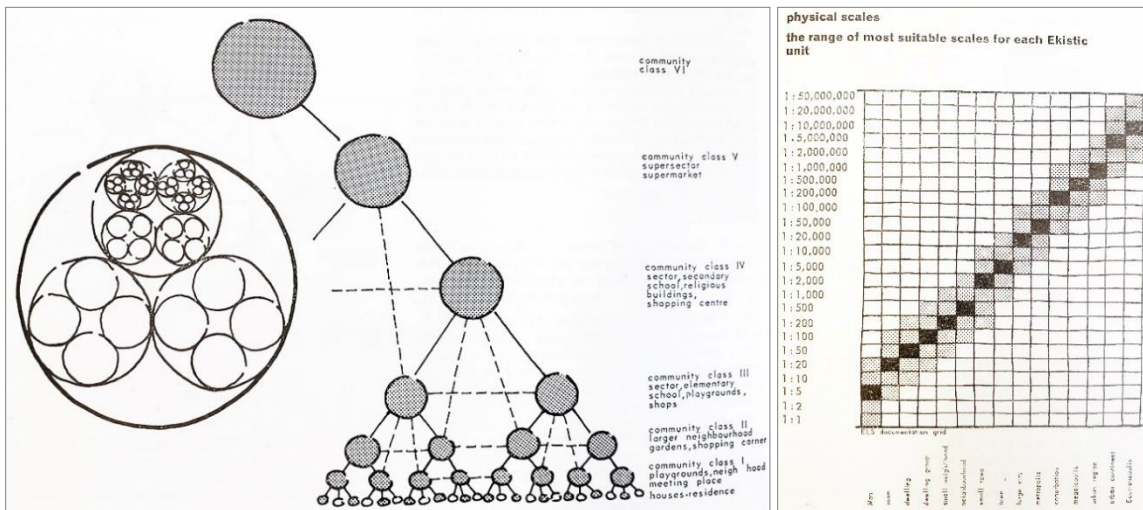 community
class VI
community class V
supersector
supermarket
community class IV
sector, secondary
school, religious
buildings,
shopping centre
community class III
sector, elementary
school, playgrounds,
shops
community class II
larger neighbourhood
gardens, shopping corner
community class I
playgrounds, neigh hood
meeting place
houses-residence
physical scales
the range of most suitable scales for each Ekistic
unit
1:50,000,000
1:20,000,000
1:10,000,000
1:5,000,000
1:2,000,000
1:1,000,000
1:500,000
1:200,000
1:100,000
1:50,000
1:20,000
1:10,000
1:5,000
1:2,000
1:1,000
1:500
1:200
1:100
1:50
1:20
1:10
1:5
1:2
1:1
documentation grid
Man
room
dwelling
dwelling group
small neighborhood
neighbourhood
small town
town
large city
metropolis
conurbation
megalopolis
urban region
urban continent
Ecumenopolis